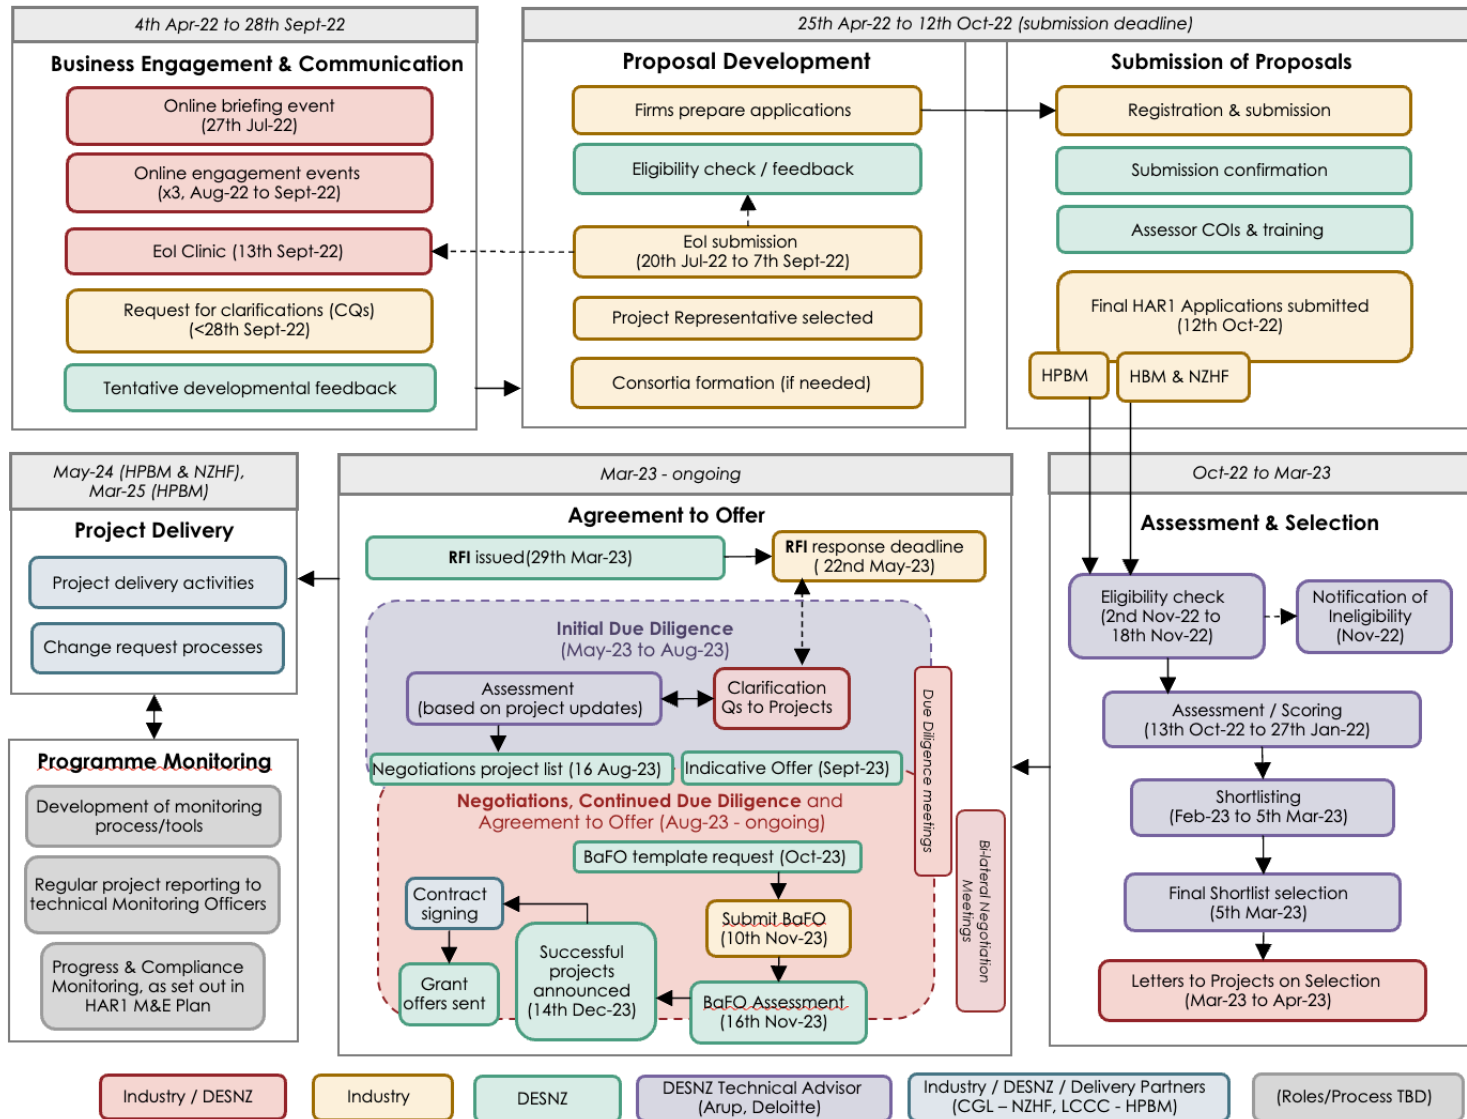 4th Apr-22 to 28th Sept-22
Business Engagement & Communication
Online briefing event
(27th Jul-22)
Online engagement events
(x3, Aug-22 to Sept-22)
EoI Clinic (13th Sept-22)
Request for clarifications (CQs)
(<28th Sept-22)
Tentative developmental feedback
25th Apr-22 to 12th Oct-22 (submission deadline)
Proposal Development
Firms prepare applications
Eligibility check / feedback
EoI submission
(20th Jul-22 to 7th Sept-22)
Project Representative selected
Consortia formation (if needed)
Submission of Proposals
Registration & submission
Submission confirmation
Assessor COIs & training
Final HAR1 Applications submitted
(12th Oct-22)
HPBM
HBM & NZHF
Oct-22 to Mar-23
Assessment & Selection
Eligibility check
(2nd Nov-22 to
18th Nov-22)
Notification of
Ineligibility
(Nov-22)
Assessment / Scoring
(13th Oct-22 to 27th Jan-22)
Shortlisting
(Feb-23 to 5th Mar-23)
Final Shortlist selection
(5th Mar-23)
Letters to Projects on Selection
(Mar-23 to Apr-23)
Mar-23 - ongoing
Agreement to Offer
RFI issued(29th Mar-23)
RFI response deadline
( 22nd May-23)
Initial Due Diligence
(May-23 to Aug-23)
Assessment
(based on project updates)
Clarification
Qs to Projects
Negotiations project list (16 Aug-23)
Indicative Offer (Sept-23)
Due Diligence meetings
Bi-lateral Negotiation
Meetings
Negotiations, Continued Due Diligence and
Agreement to Offer (Aug-23 - ongoing)
BaFO template request (Oct-23)
Submit BaFO
(10th Nov-23)
BaFO Assessment
(16th Nov-23)
Successful
projects
announced
(14th Dec-23)
Contract
signing
Grant
offers sent
May-24 (HPBM & NZHF),
Mar-25 (HPBM)
Project Delivery
Project delivery activities
Change request processes
Programme Monitoring
Development of monitoring
process/tools
Regular project reporting to
technical Monitoring Officers
Progress & Compliance
Monitoring, as set out in
HAR1 M&E Plan
Industry / DESNZ
Industry
DESNZ
DESNZ Technical Advisor
(Arup, Deloitte)
Industry / DESNZ / Delivery Partners
(CGL – NZHF, LCCC - HPBM)
(Roles/Process TBD)